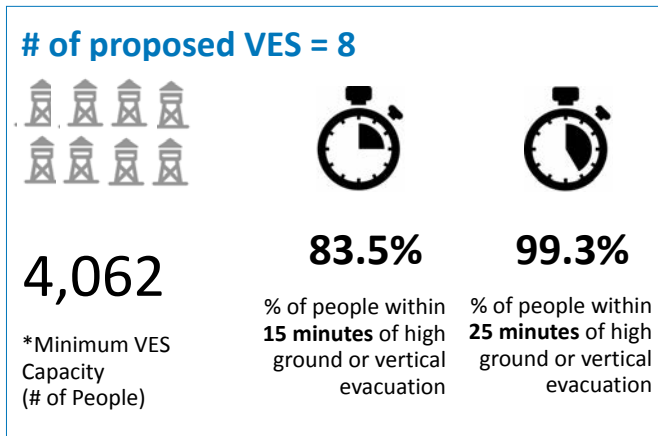 # of proposed VES = 8
4,062
*Minimum VES
Capacity
(# of People)
83.5%
% of people within
15 minutes of high
ground or vertical
evacuation
99.3%
% of people within
25 minutes of high
ground or vertical
evacuation